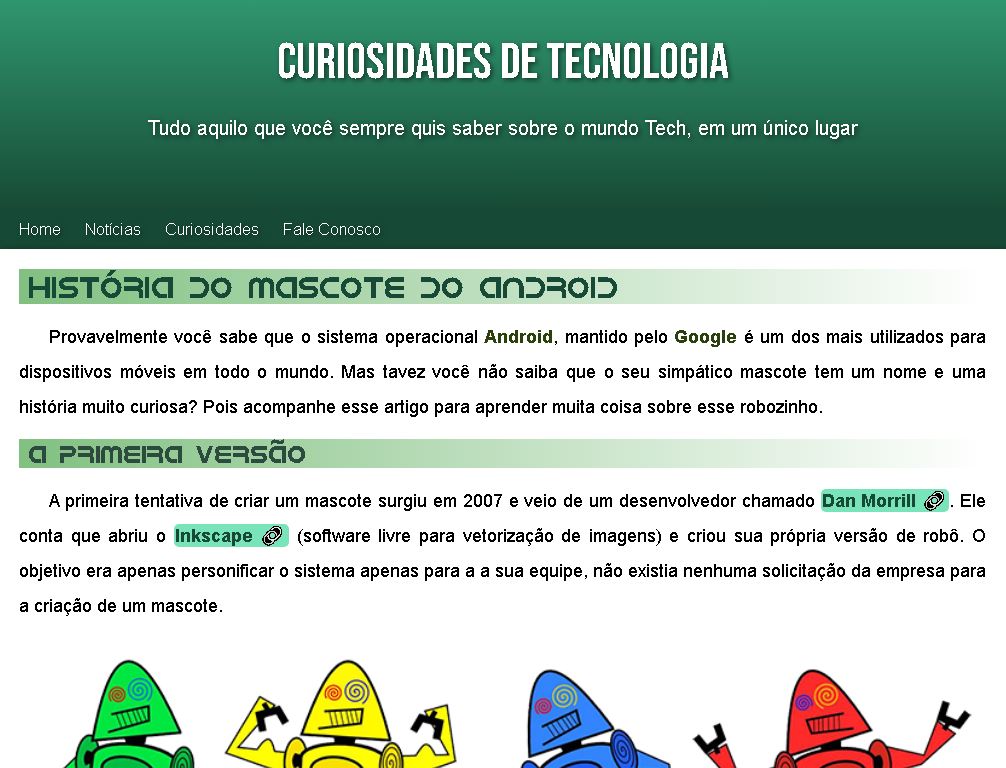 CURIOSIDADES DE TECNOLOGIA
Tudo aquilo que você sempre quis saber sobre o mundo Tech, em um único lugar
Home Notícias Curiosidades Fale Conosco
HISTÓRIA DO MASCOTE DO ANDROID
Provavelmente você sabe que o sistema operacional Android, mantido pelo Google é um dos mais utilizados para
dispositivos móveis em todo o mundo. Mas tavez você não saiba que o seu simpático mascote tem um nome e uma
história muito curiosa? Pois acompanhe esse artigo para aprender muita coisa sobre esse robozinho.
A PRIMEIRA VERSÃO
A primeira tentativa de criar um mascote surgiu em 2007 e veio de um desenvolvedor chamado Dan Morrill. Ele
conta que abriu o Inkscape (software livre para vetorização de imagens) e criou sua própria versão de robô. O
objetivo era apenas personificar o sistema apenas para a a sua equipe, não existia nenhuma solicitação da empresa para
a criação de um mascote.